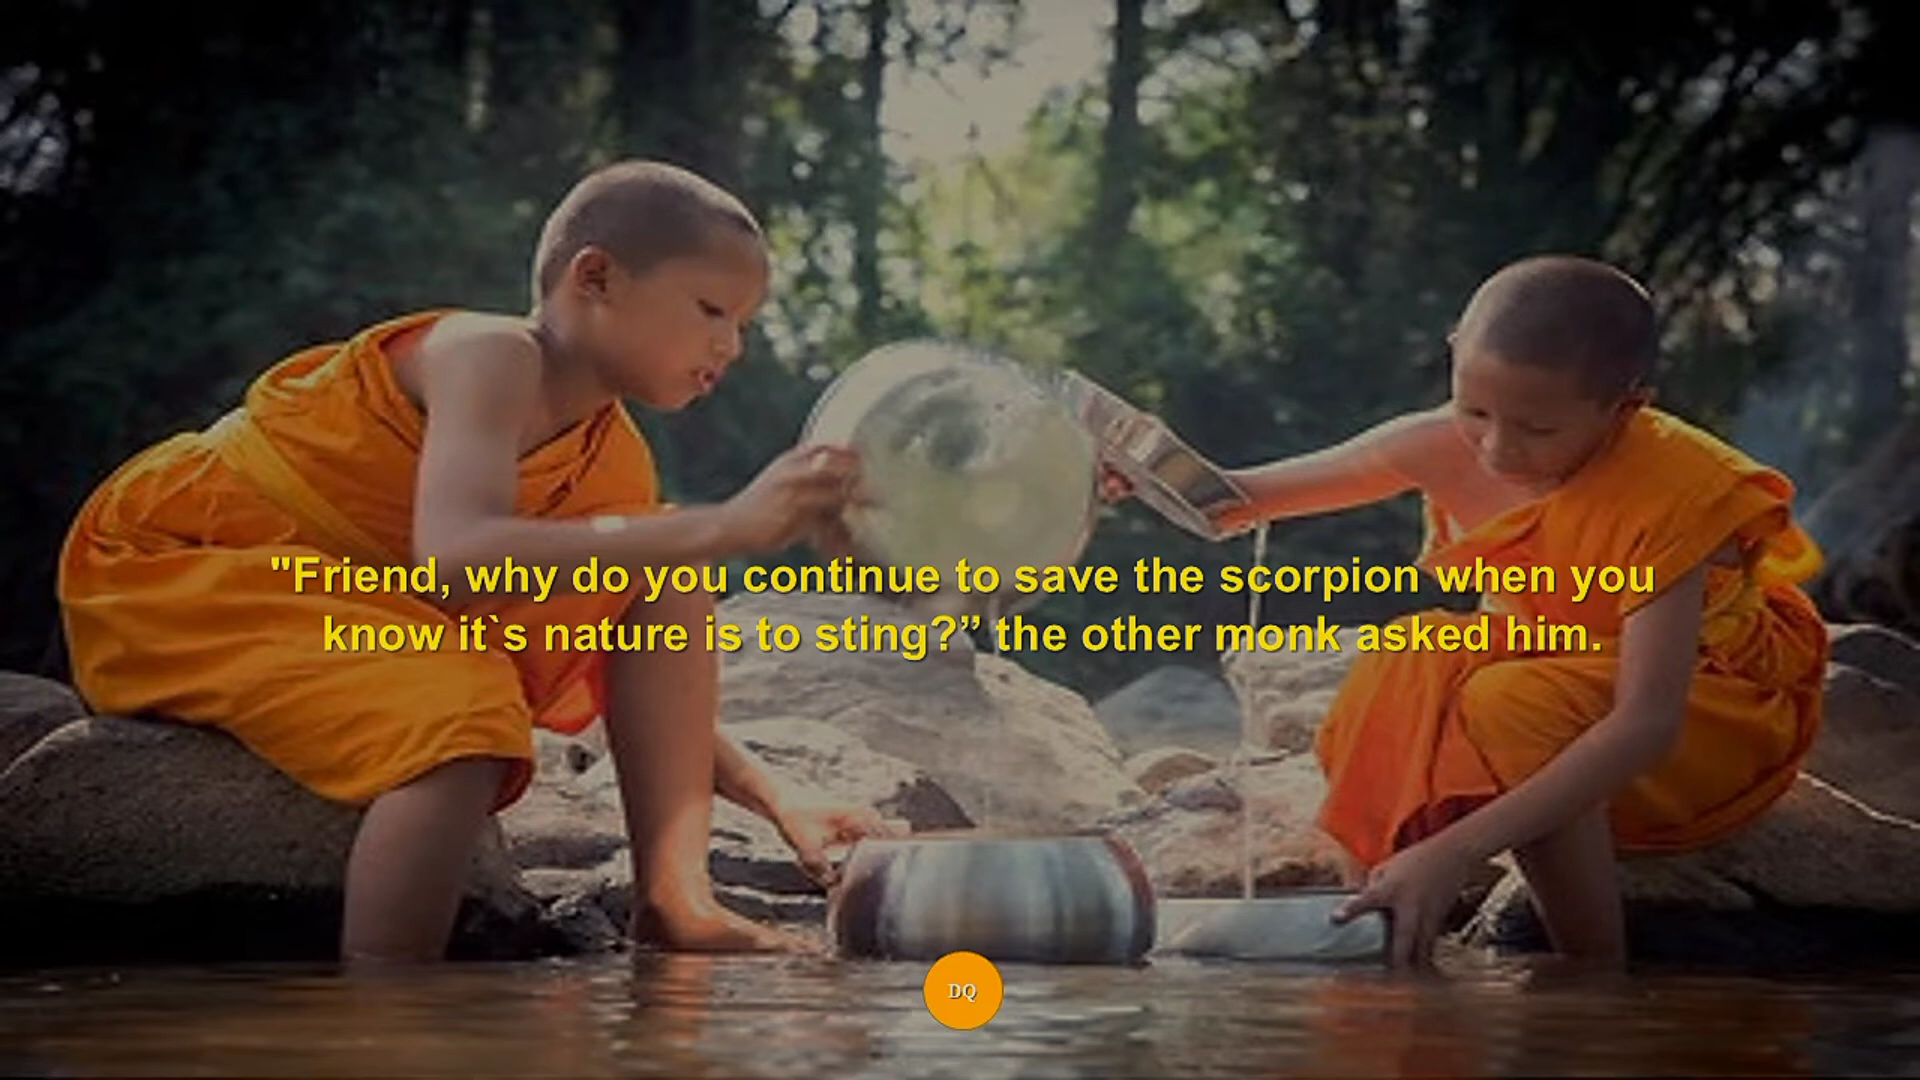 "Friend, why do you continue to save the scorpion when you
know it`s nature is to sting?” the other monk asked him.
DQ